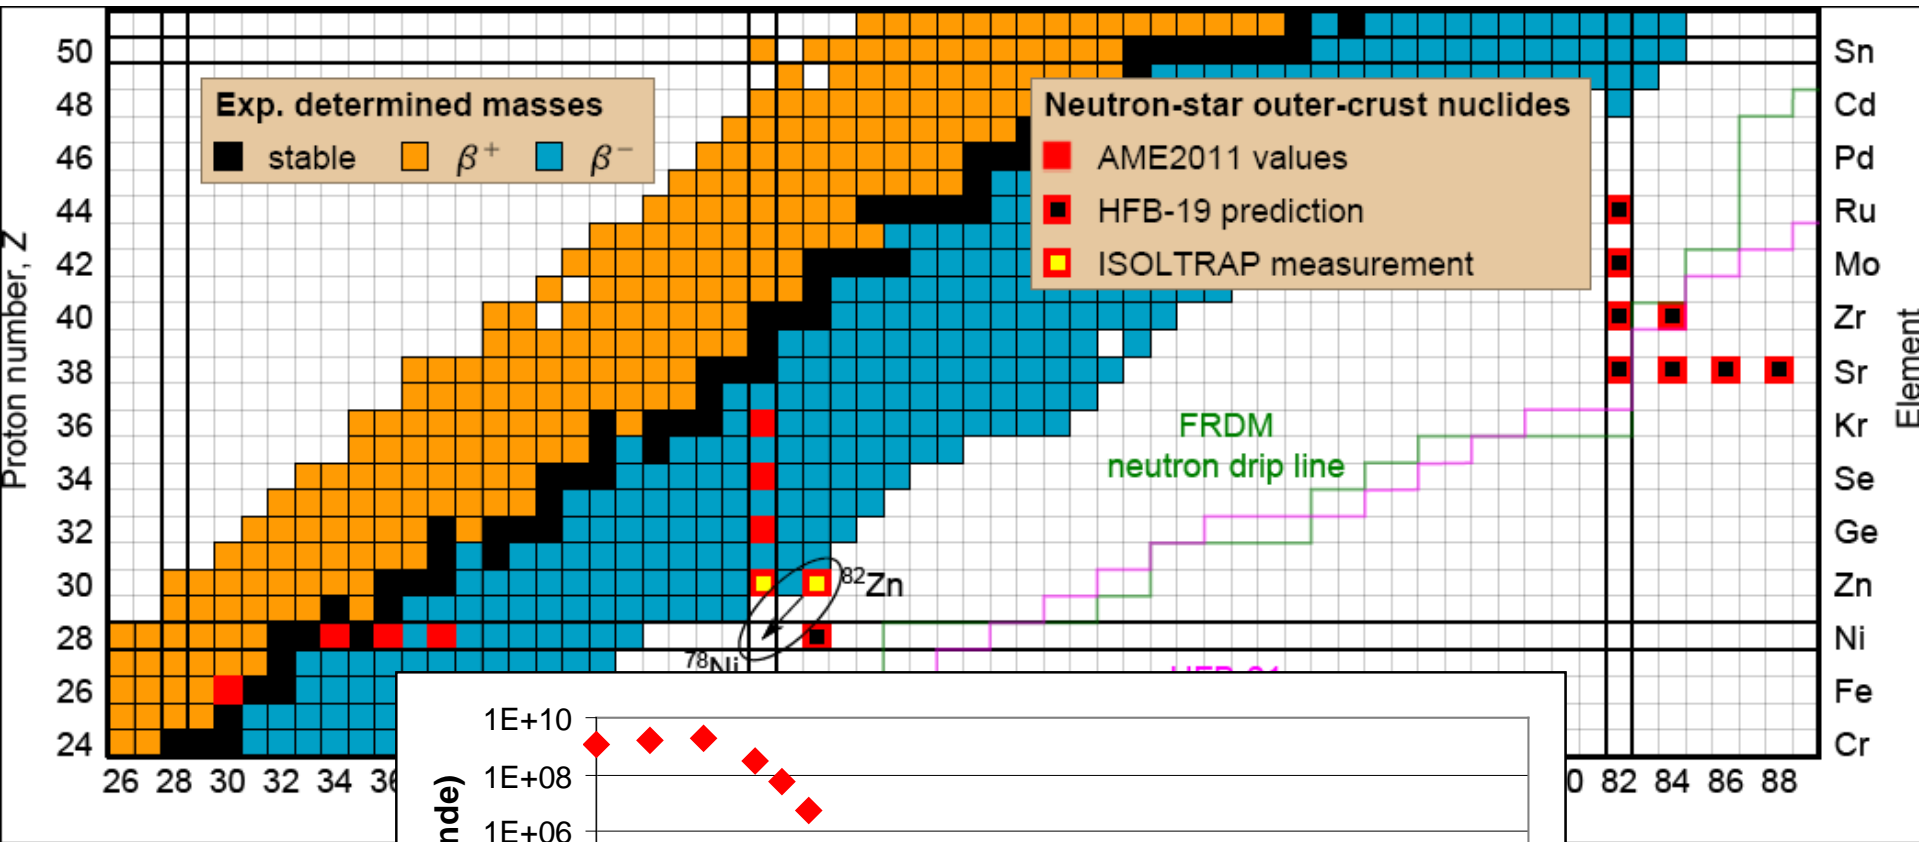 50
48
46
44
42
40
38
36
34
32
30
28
26
24
Proton number, Z
Exp. determined masses
stable β+ β−
Neutron-star outer-crust nuclides
AME2011 values
HFB-19 prediction
ISOLTRAP measurement
Sn
Cd
Pd
Ru
Mo
Zr
Sr
Kr
Se
Ge
Zn
Ni
Fe
Cr
Element
FRDM
neutron drip line
82Zn
78Ni
26 28 30 32 34 82 84 86 88
1E+10
1E+08
1E+06